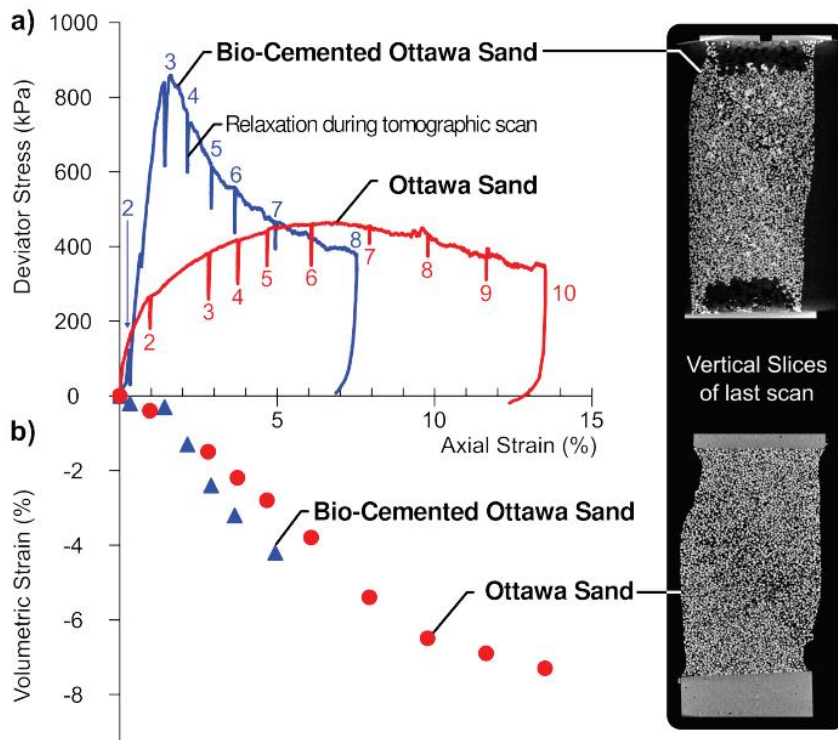 a)
Deviator Stress (kPa)
1000
800
600
400
200
0
2
3
4
5
6
7
8
2
3
4
5
6
7
8
9
10
Bio-Cemented Ottawa Sand
Relaxation during tomographic scan
Ottawa Sand
5
10
15
Axial Strain (%)
b)
Volumetric Strain (%)
-2
-4
-6
-8
Bio-Cemented Ottawa Sand
Ottawa Sand
Vertical Slices
of last scan